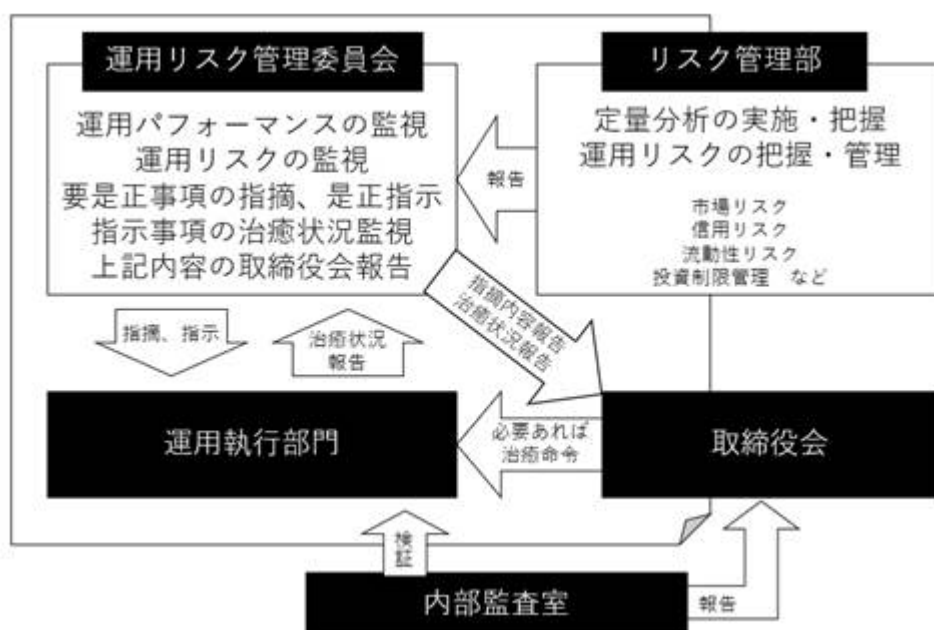 運用リスク管理委員会
運用パフォーマンスの監視
運用リスクの監視
要是正事項の指摘、是正指示
指示事項の治癒状況監視
上記内容の取締役会報告
リスク管理部
定量分析の実施・把握
運用リスクの把握・管理
市場リスク
信用リスク
流動性リスク
投資制限管理　など
報告
指摘、指示
治癒状況
報告
指摘内容報告
治癒状況報告
運用執行部門
必要あれば
治癒命令
取締役会
検証
内部監査室
報告